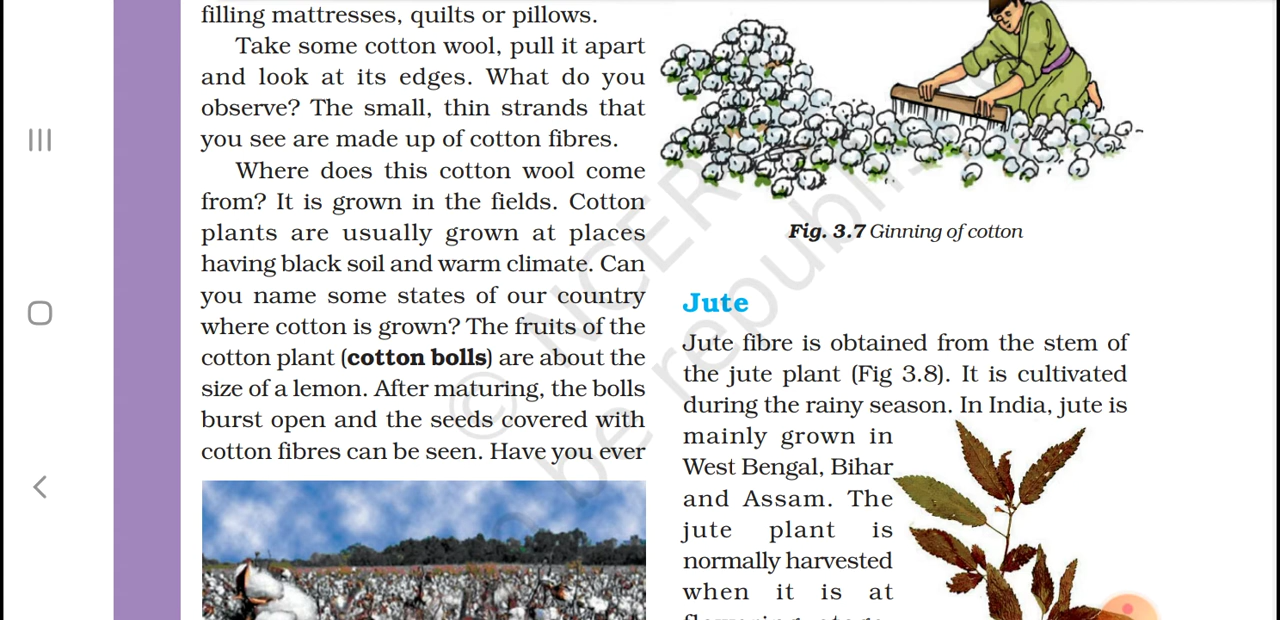 filling mattresses, quilts or pillows.
Take some cotton wool, pull it apart
and look at its edges. What do you
observe? The small, thin strands that
you see are made up of cotton fibres.
Where does this cotton wool come
from? It is grown in the fields. Cotton
plants are usually grown at places
having black soil and warm climate. Can
you name some states of our country
where cotton is grown? The fruits of the
cotton plant (cotton bolls) are about the
size of a lemon. After maturing, the bolls
burst open and the seeds covered with
cotton fibres can be seen. Have you ever
Fig. 3.7 Ginning of cotton
Jute
Jute fibre is obtained from the stem of
the jute plant (Fig 3.8). It is cultivated
during the rainy season. In India, jute is
mainly grown in
West Bengal, Bihar
and Assam. The
jute plant is
normally harvested
when it is at
© NCER
be republis